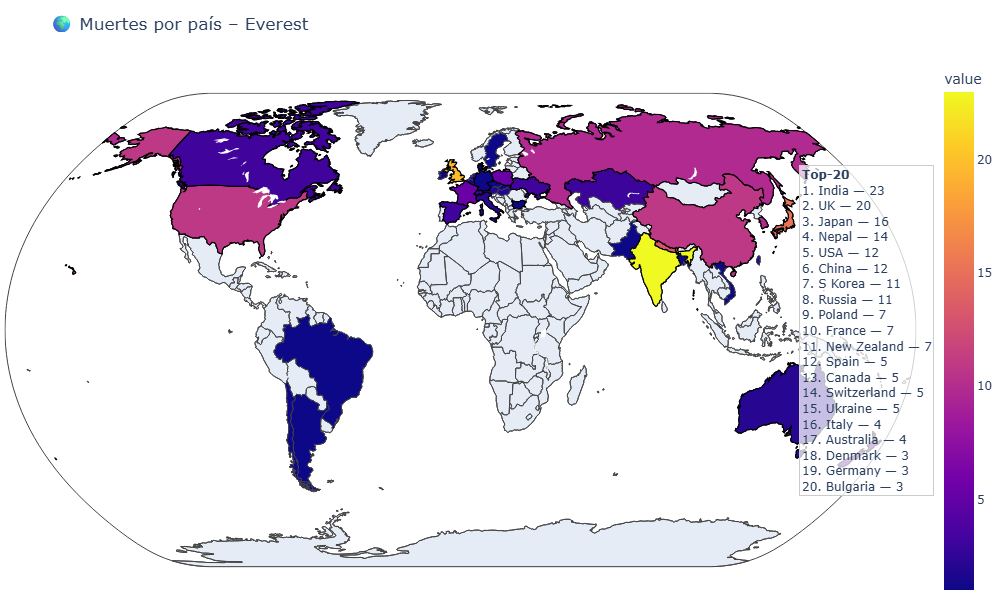 🌍 Muertes por país – Everest
value
20
15
10
5
Top-20
1. India — 23
2. UK — 20
3. Japan — 16
4. Nepal — 14
5. USA — 12
6. China — 12
7. S Korea — 11
8. Russia — 11
9. Poland — 7
10. France — 7
11. New Zealand — 7
12. Spain — 5
13. Canada — 5
14. Switzerland — 5
15. Ukraine — 5
16. Italy — 4
17. Australia — 4
18. Denmark — 3
19. Germany — 3
20. Bulgaria — 3